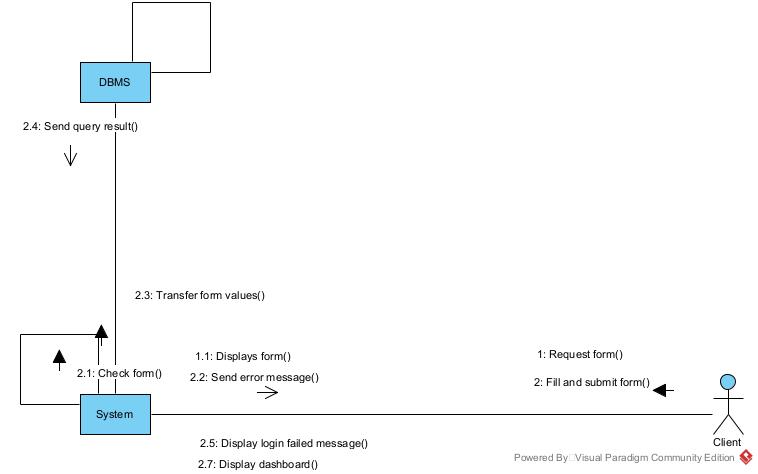 DBMS
2.4: Send query result()
2.3: Transfer form values()
1.1: Displays form()
1: Request form()
2.1: Check form()
2.2: Send error message()
2: Fill and submit form()
System
Client
2.5: Display login failed message()
Powered By Visual Paradigm Community Edition
2.7: Display dashboard()